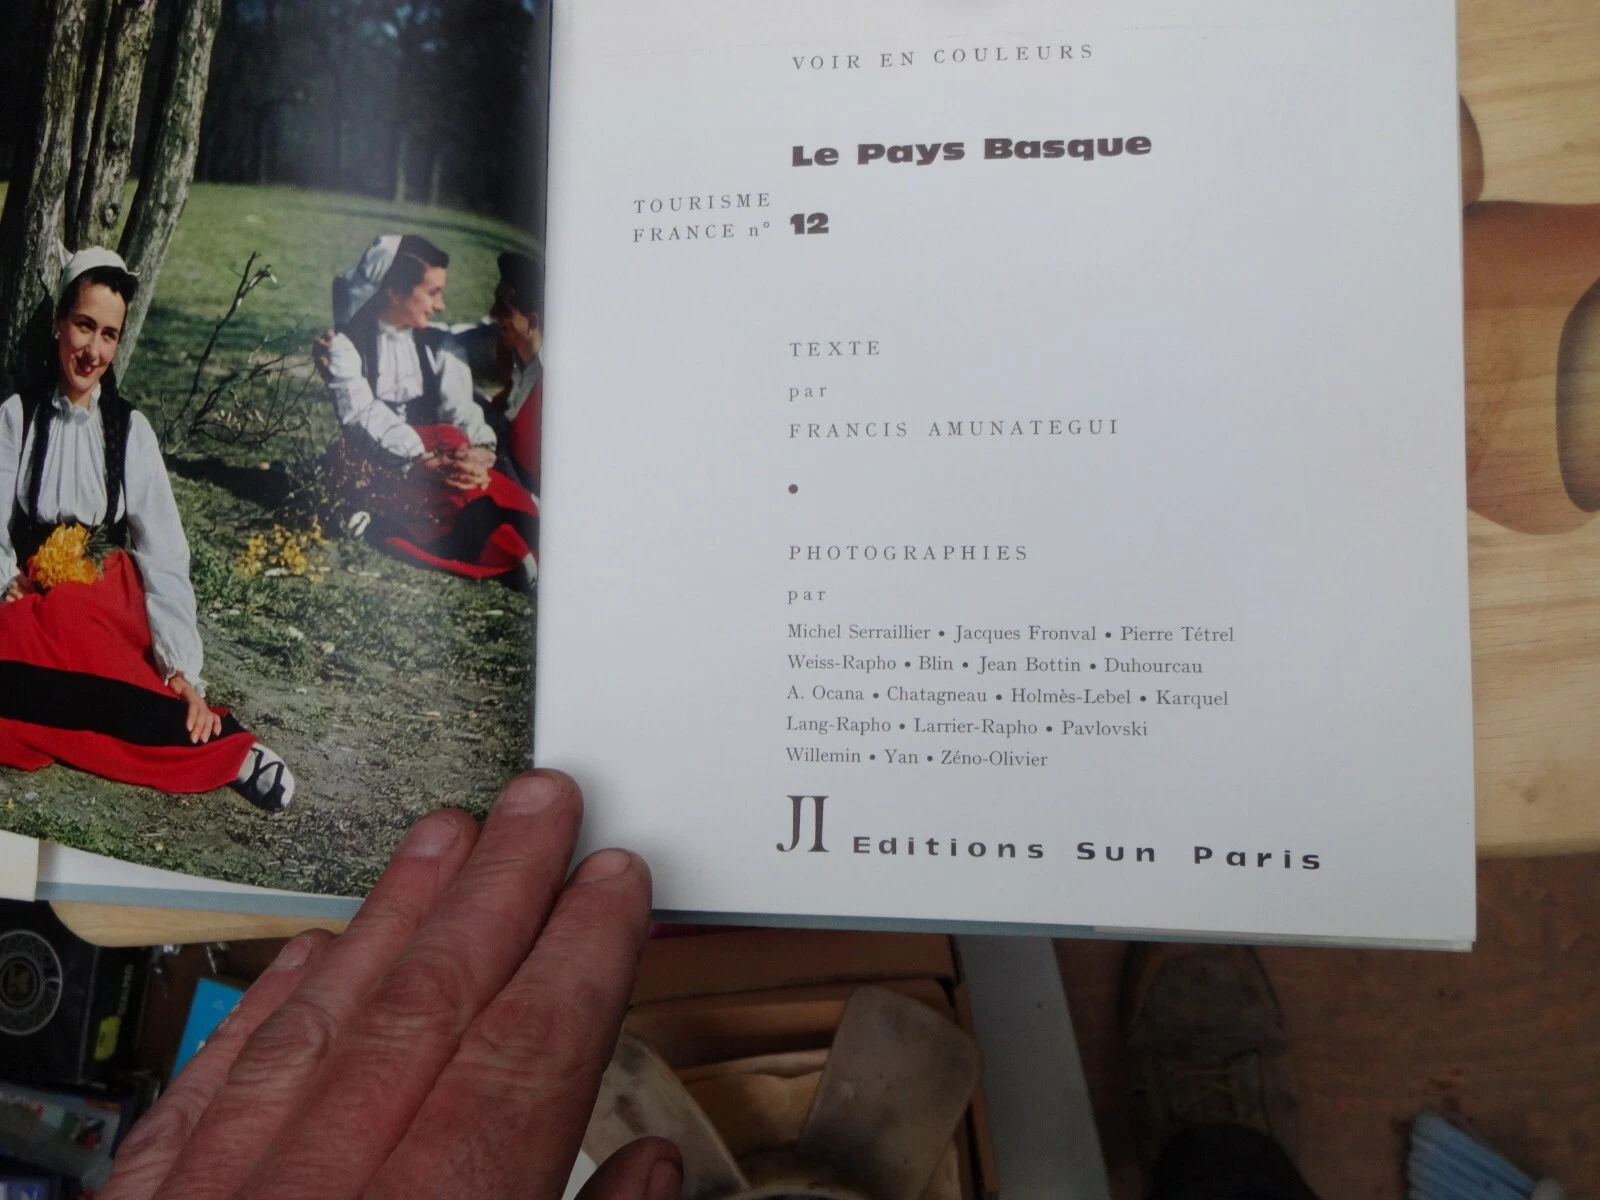 VOIR EN COULEURS
Le Pays Basque
TOURISME
FRANCE n° 12
TEXTE
par
FRANCIS AMUNATEGUI
•
PHOTOGRAPHIES
par
Michel Serraillier • Jacques Fronval • Pierre Tétrel
Weiss-Rapho • Blin • Jean Bottin • Duhourcau
A. Ocana • Chatagneau • Holmès-Lebel • Karquel
Lang-Rapho • Larrier-Rapho • Pavlovski
Willemin • Yan • Zéno-Olivier
Editions Sun Paris